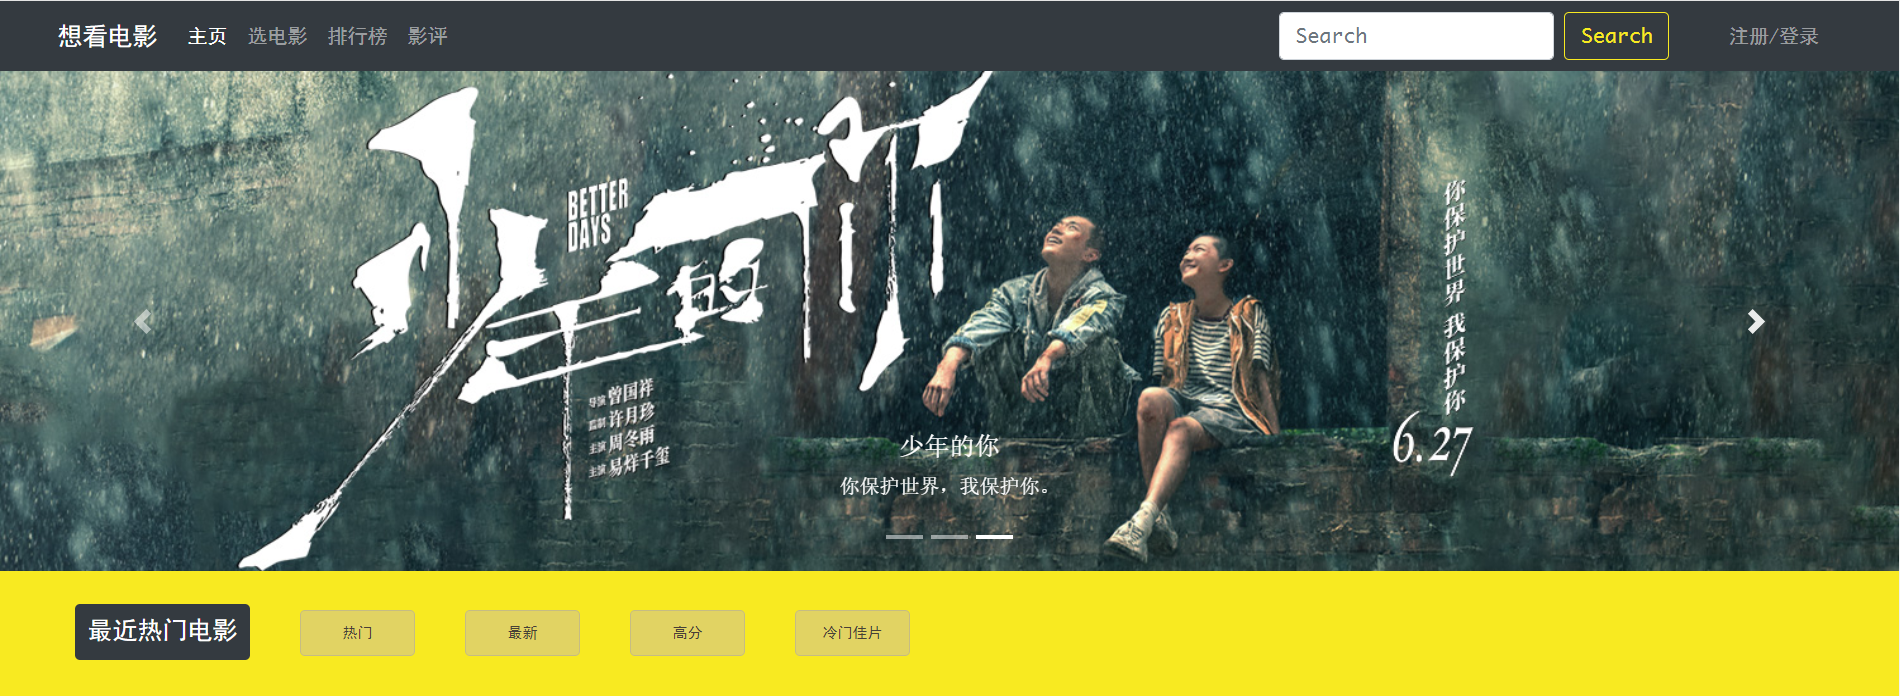 想看电影 主页 选电影 排行榜 影评 Search Search 注册/登录
少年的你
BETTER
DAYS
导演 曾国祥
监制 许月珍
主演 周冬雨
主演 易烊千玺
你保护世界 我保护你
6.27
少年的你
你保护世界，我保护你。
最近热门电影 热门 最新 高分 冷门佳片